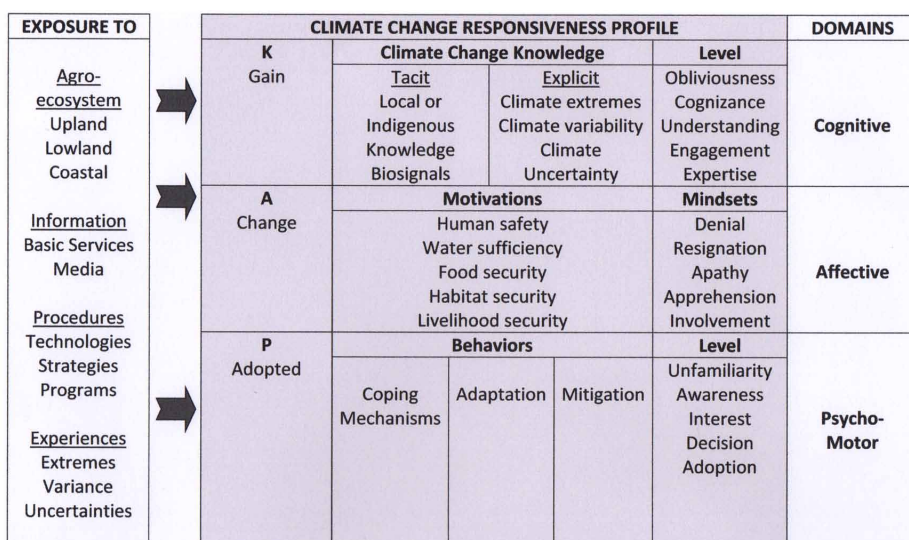 EXPOSURE TO
Agro-
ecosystem
Upland
Lowland
Coastal
Information
Basic Services
Media
Procedures
Technologies
Strategies
Programs
Experiences
Extremes
Variance
Uncertainties
CLIMATE CHANGE RESPONSIVENESS PROFILE
K
Gain
Climate Change Knowledge
Tacit
Local or
Indigenous
Knowledge
Biosignals
Explicit
Climate extremes
Climate variability
Climate
Uncertainty
Level
Obliviousness
Cognizance
Understanding
Engagement
Expertise
A
Change
Motivations
Human safety
Water sufficiency
Food security
Habitat security
Livelihood security
Mindsets
Denial
Resignation
Apathy
Apprehension
Involvement
P
Adopted
Behaviors
Coping
Mechanisms
Adaptation
Mitigation
Level
Unfamiliarity
Awareness
Interest
Decision
Adoption
DOMAINS
Cognitive
Affective
Psycho-
Motor